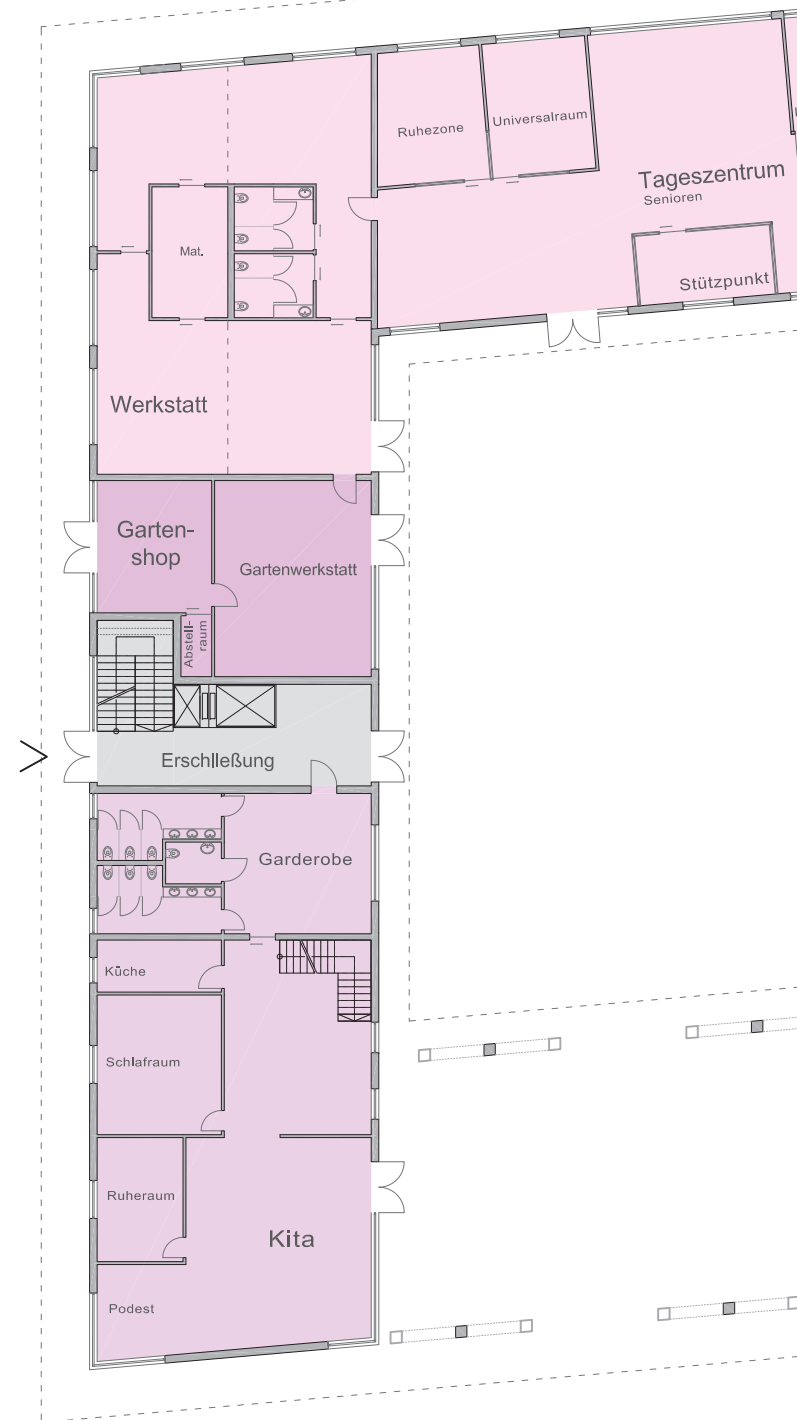 Ruhezone
Universalraum
Tageszentrum
Senioren
Mat.
Stützpunkt
Werkstatt
Garten-
shop
Gartenwerkstatt
Abstell-
raum
Erschließung
Garderobe
Küche
Schlafraum
Ruheraum
Kita
Podest